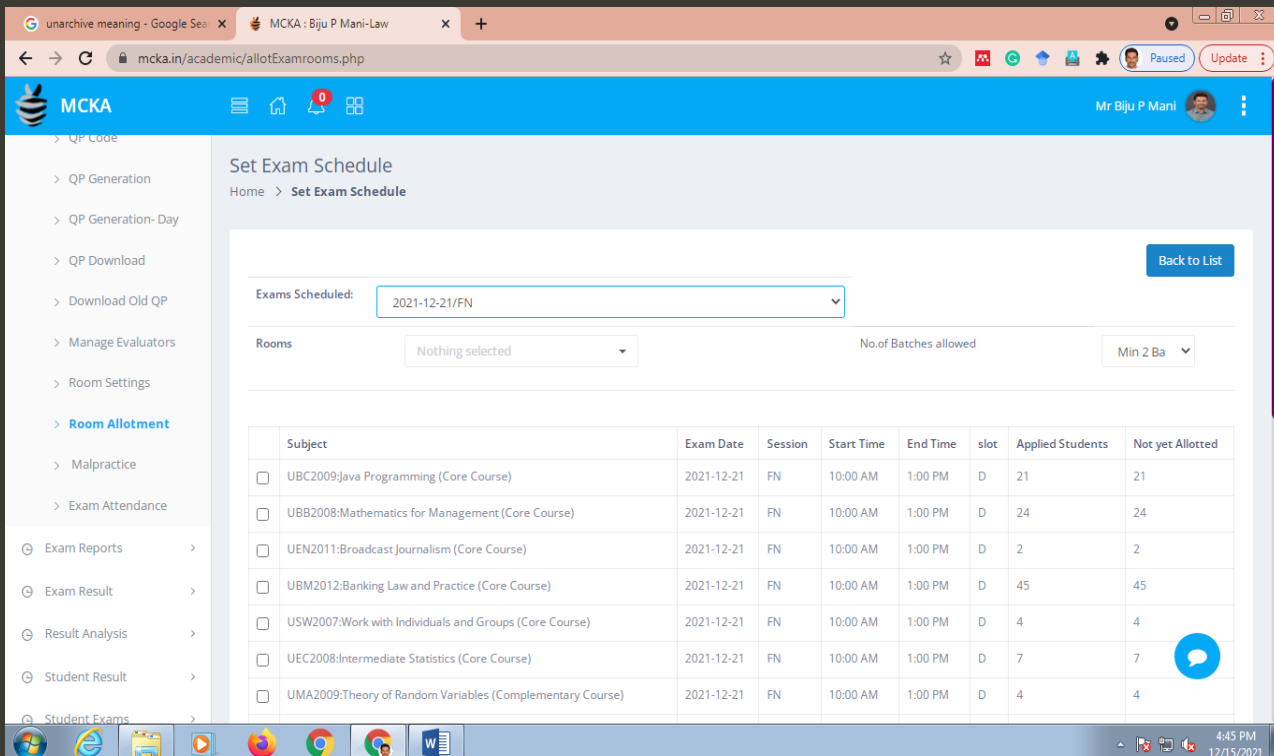 unarchive meaning - Google Sea
MCKA : Biju P Mani-Law
mcka.in/academic/allotExamrooms.php
Paused
Update
MCKA
0
Mr Biju P Mani
QP Code
QP Generation
QP Generation- Day
QP Download
Download Old QP
Manage Evaluators
Room Settings
Room Allotment
Malpractice
Exam Attendance
Exam Reports
Exam Result
Result Analysis
Student Result
Student Exams
Set Exam Schedule
Home > Set Exam Schedule
Back to List
Exams Scheduled: 2021-12-21/FN
Rooms Nothing selected No.of Batches allowed Min 2 Ba
Subject Exam Date Session Start Time End Time slot Applied Students Not yet Allotted
UBC2009:Java Programming (Core Course) 2021-12-21 FN 10:00 AM 1:00 PM D 21 21
UBB2008:Mathematics for Management (Core Course) 2021-12-21 FN 10:00 AM 1:00 PM D 24 24
UEN2011:Broadcast Journalism (Core Course) 2021-12-21 FN 10:00 AM 1:00 PM D 2 2
UBM2012:Banking Law and Practice (Core Course) 2021-12-21 FN 10:00 AM 1:00 PM D 45 45
USW2007:Work with Individuals and Groups (Core Course) 2021-12-21 FN 10:00 AM 1:00 PM D 4 4
UEC2008:Intermediate Statistics (Core Course) 2021-12-21 FN 10:00 AM 1:00 PM D 7 7
UMA2009:Theory of Random Variables (Complementary Course) 2021-12-21 FN 10:00 AM 1:00 PM D 4 4
4:45 PM
12/15/2021